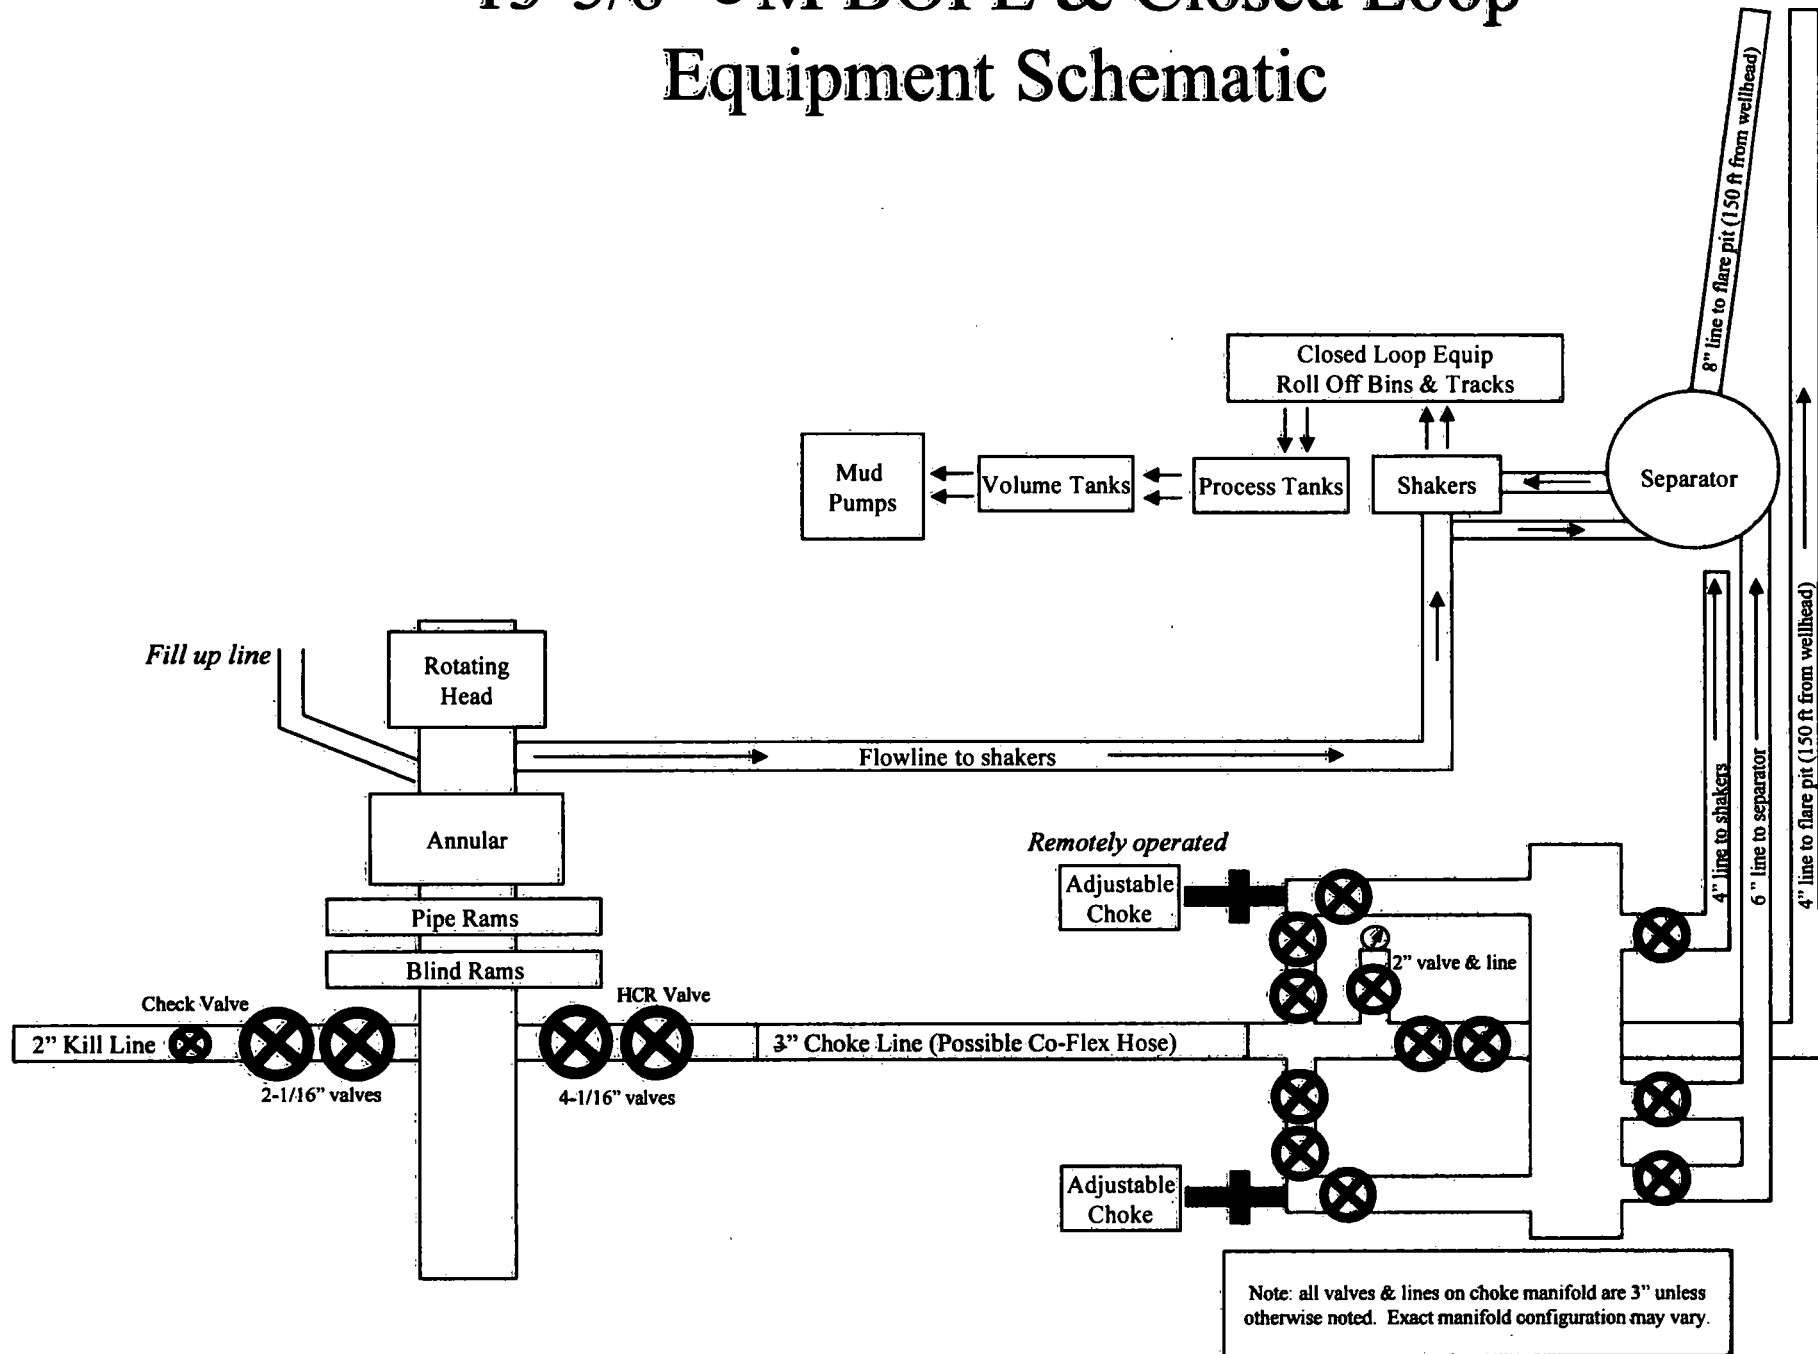 & Closed Loop
Equipment Schematic
8” line to flare pit (150 ft from wellhead)
Closed Loop Equip
Roll Off Bins & Tracks
Mud
Pumps
Volume Tanks
Process Tanks
Shakers
Separator
Fill up line
Rotating
Head
Flowline to shakers
4” line to shakers
6” line to separator
4” line to flare pit (150 ft from wellhead)
Annular
Remotely operated
Adjustable
Choke
Pipe Rams
Blind Rams
2” valve & line
Check Valve
HCR Valve
2” Kill Line
3” Choke Line (Possible Co-Flex Hose)
2-1/16” valves
4-1/16” valves
Adjustable
Choke
Note: all valves & lines on choke manifold are 3” unless
otherwise noted. Exact manifold configuration may vary.